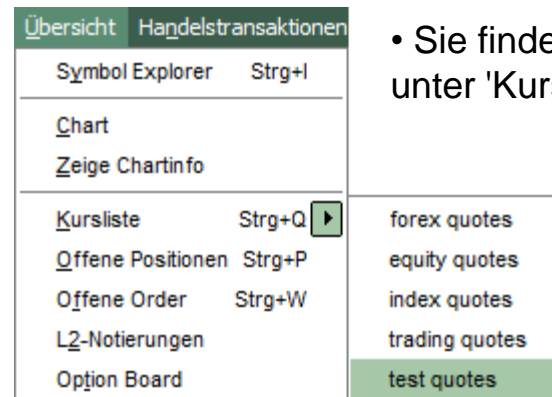 Übersicht Handelstransaktionen
Symbol Explorer Strg+I
Chart
Zeige Chartinfo
Kursliste Strg+Q
Offene Positionen Strg+P
Offene Order Strg+W
L2-Notierungen
Option Board
forex quotes
equity quotes
index quotes
trading quotes
test quotes
• Sie finde
unter 'Kurs